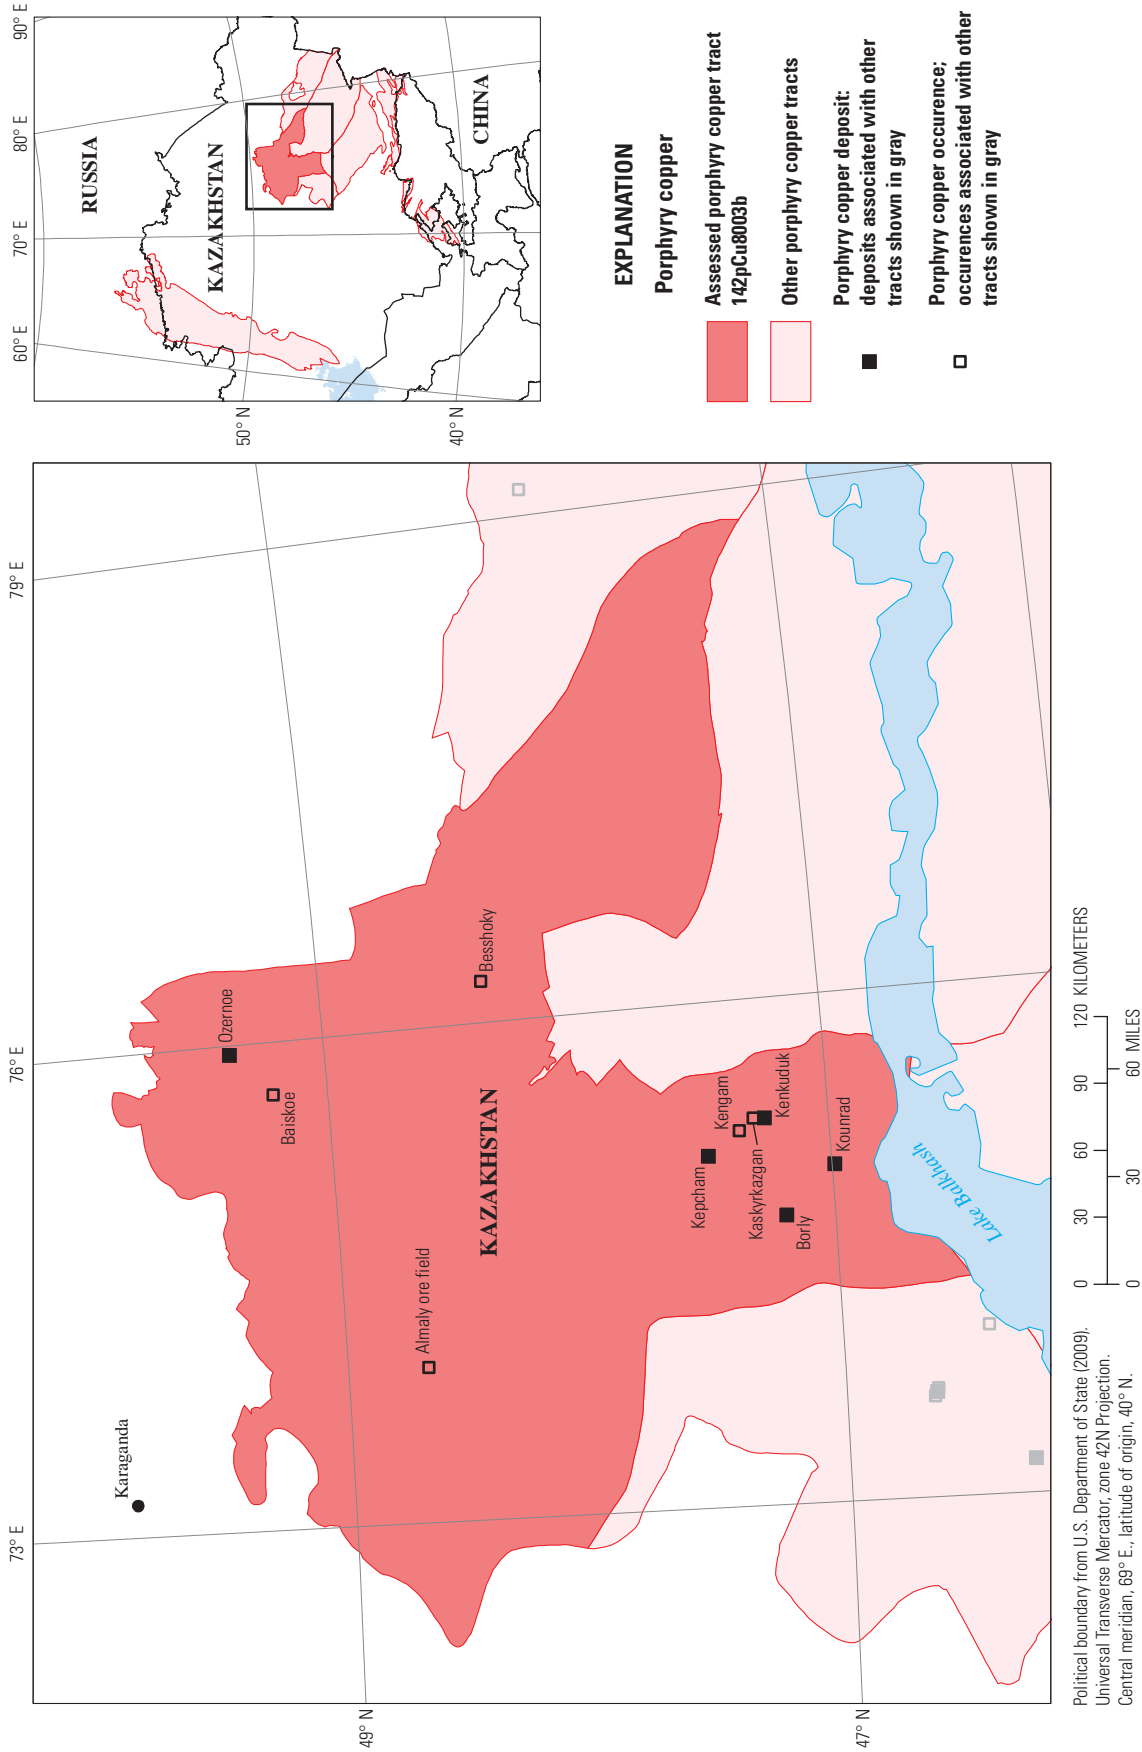 73° E
76° E
79° E
49° N
47° N
Karaganda
Ozernoe
Baiskoe
Almaly ore field
Besshoky
KAZAKHSTAN
Kepcham
Kengam
Kaskyrkazgan
Kenkuduk
Borly
Kounrad
Lake Balkhash
60° E
70° E
80° E
90° E
50° N
40° N
RUSSIA
KAZAKHSTAN
CHINA
EXPLANATION
Porphyry copper
Assessed porphyry copper tract
142pCu8003b
Other porphyry copper tracts
Porphyry copper deposit:
deposits associated with other
tracts shown in gray
Porphyry copper occurence;
occurences associated with other
tracts shown in gray
0 30 60 90 120 KILOMETERS
0 30 60 MILES
Political boundary from U.S. Department of State (2009).
Universal Transverse Mercator, zone 42N Projection.
Central meridian, 69° E., latitude of origin, 40° N.